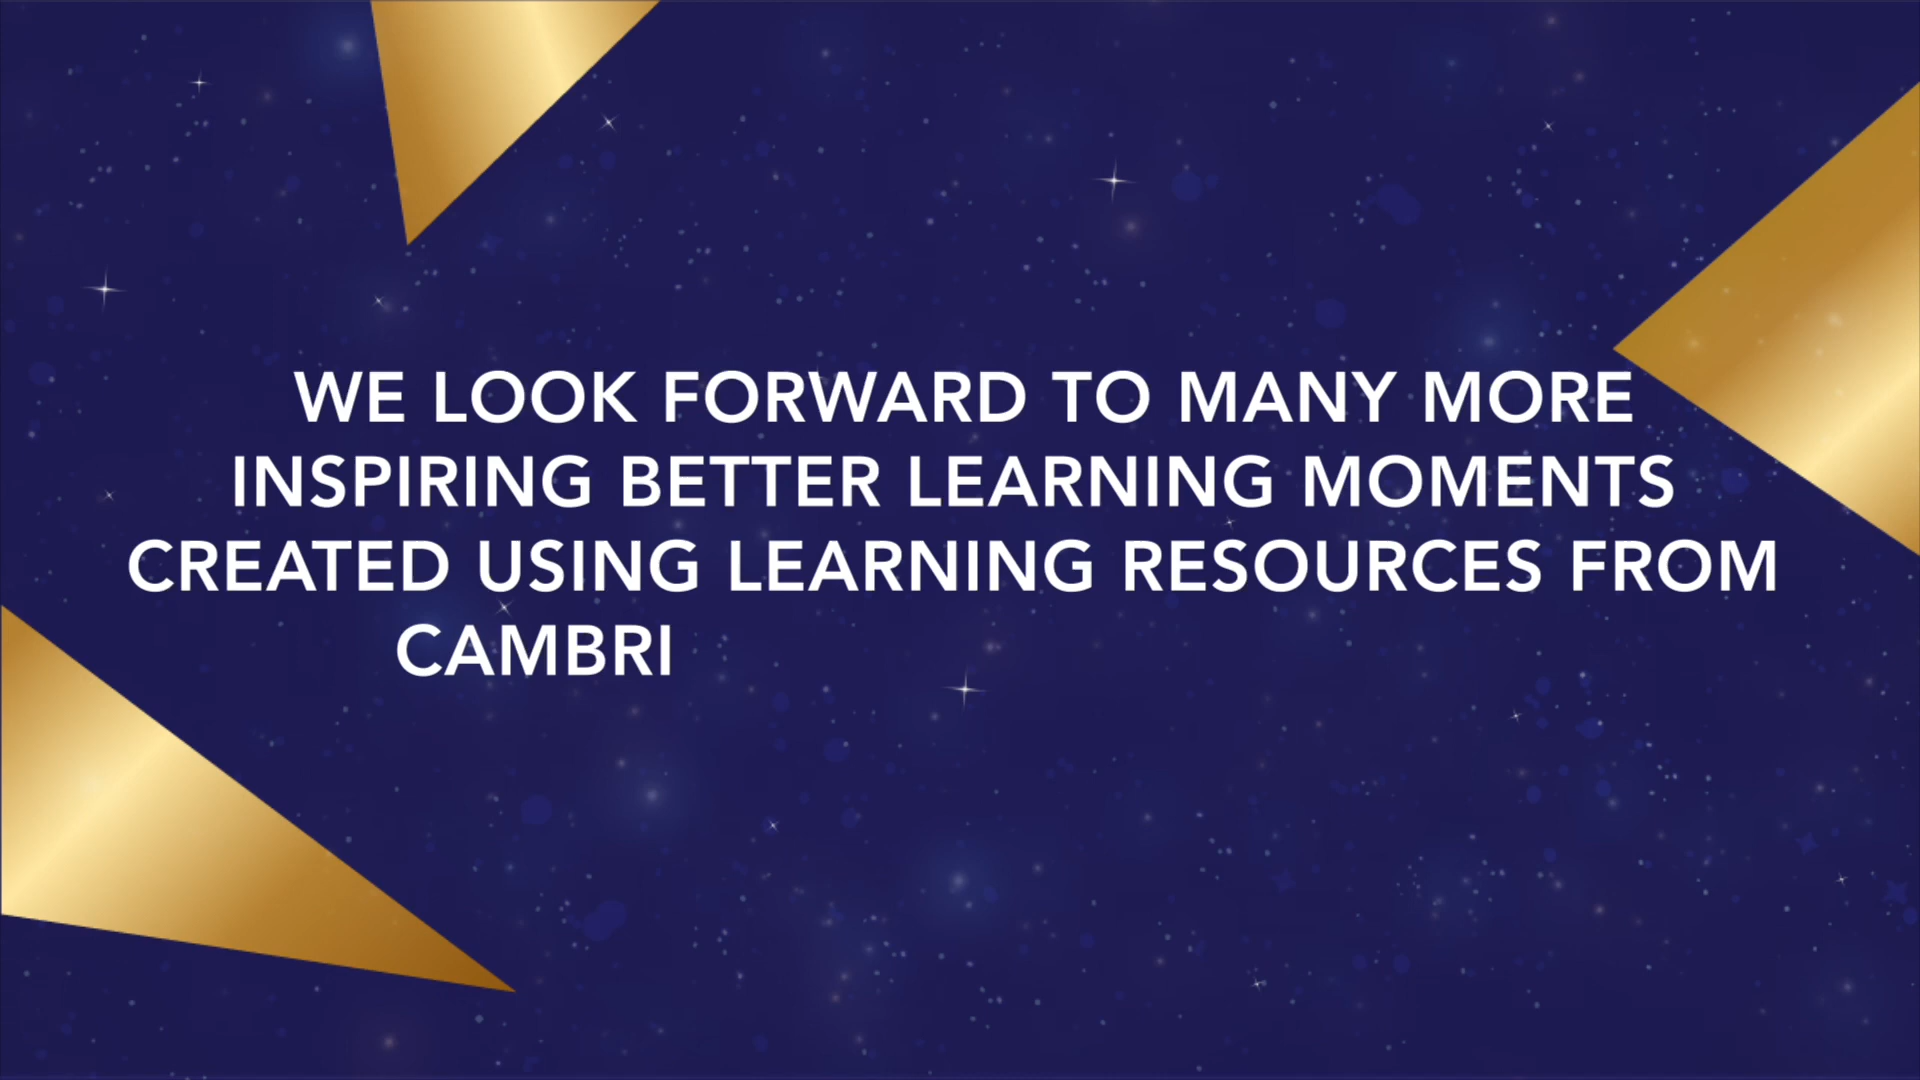 WE LOOK FORWARD TO MANY MORE
INSPIRING BETTER LEARNING MOMENTS
CREATED USING LEARNING RESOURCES FROM
CAMBRI